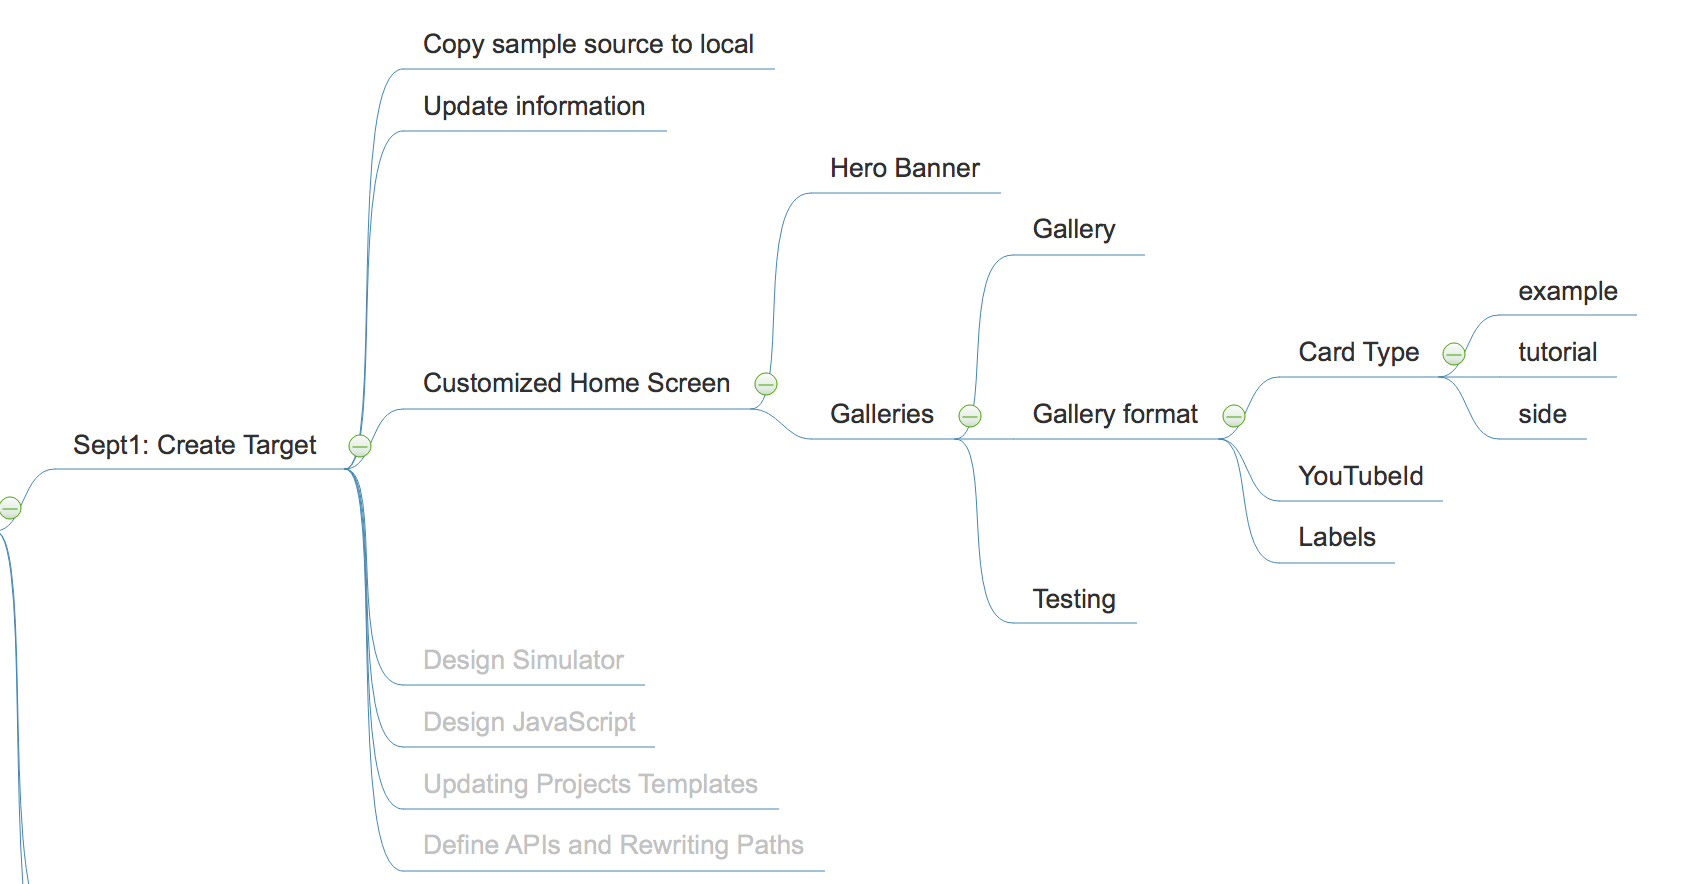 Copy sample source to local
Update information
Hero Banner
Gallery
example
Card Type
tutorial
Customized Home Screen
Galleries
Gallery format
side
Sept1: Create Target
YouTubeId
Labels
Testing
Design Simulator
Design JavaScript
Updating Projects Templates
Define APIs and Rewriting Paths